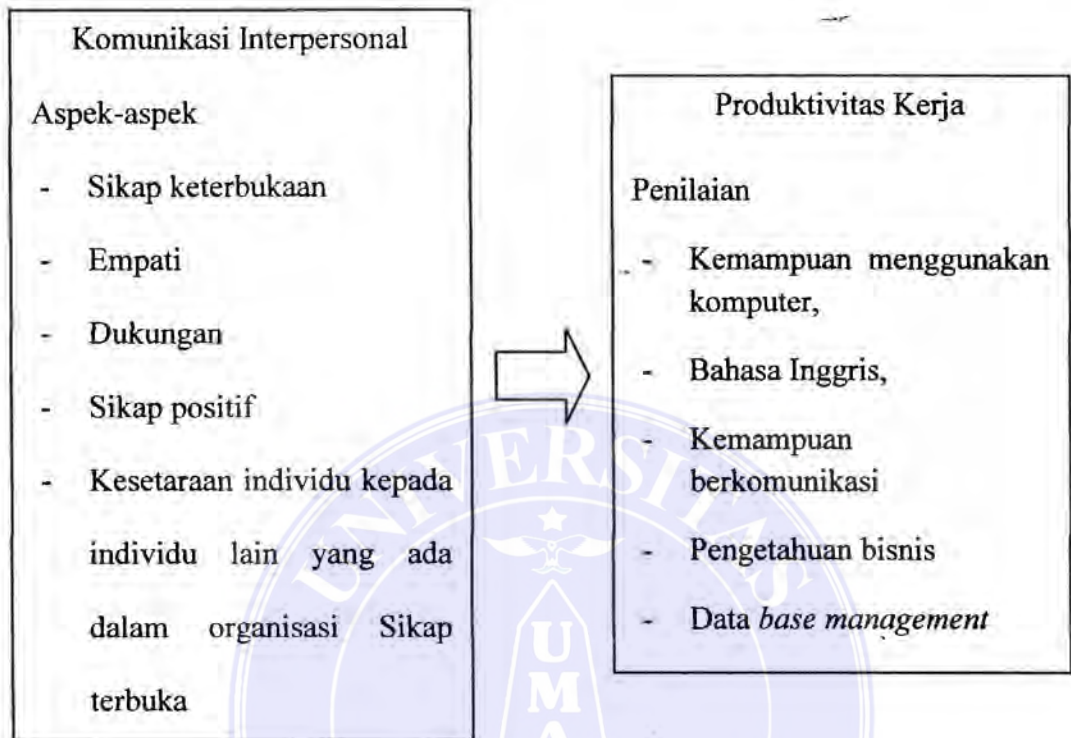 Komunikasi Interpersonal
Aspek-aspek
- Sikap keterbukaan
- Empati
- Dukungan
- Sikap positif
- Kesetaraan individu kepada
individu lain yang ada
dalam organisasi Sikap
terbuka
Produktivitas Kerja
Penilaian
- Kemampuan menggunakan
komputer,
- Bahasa Inggris,
- Kemampuan
berkomunikasi
- Pengetahuan bisnis
- Data base management
UNIVERSITAS
U
M
A